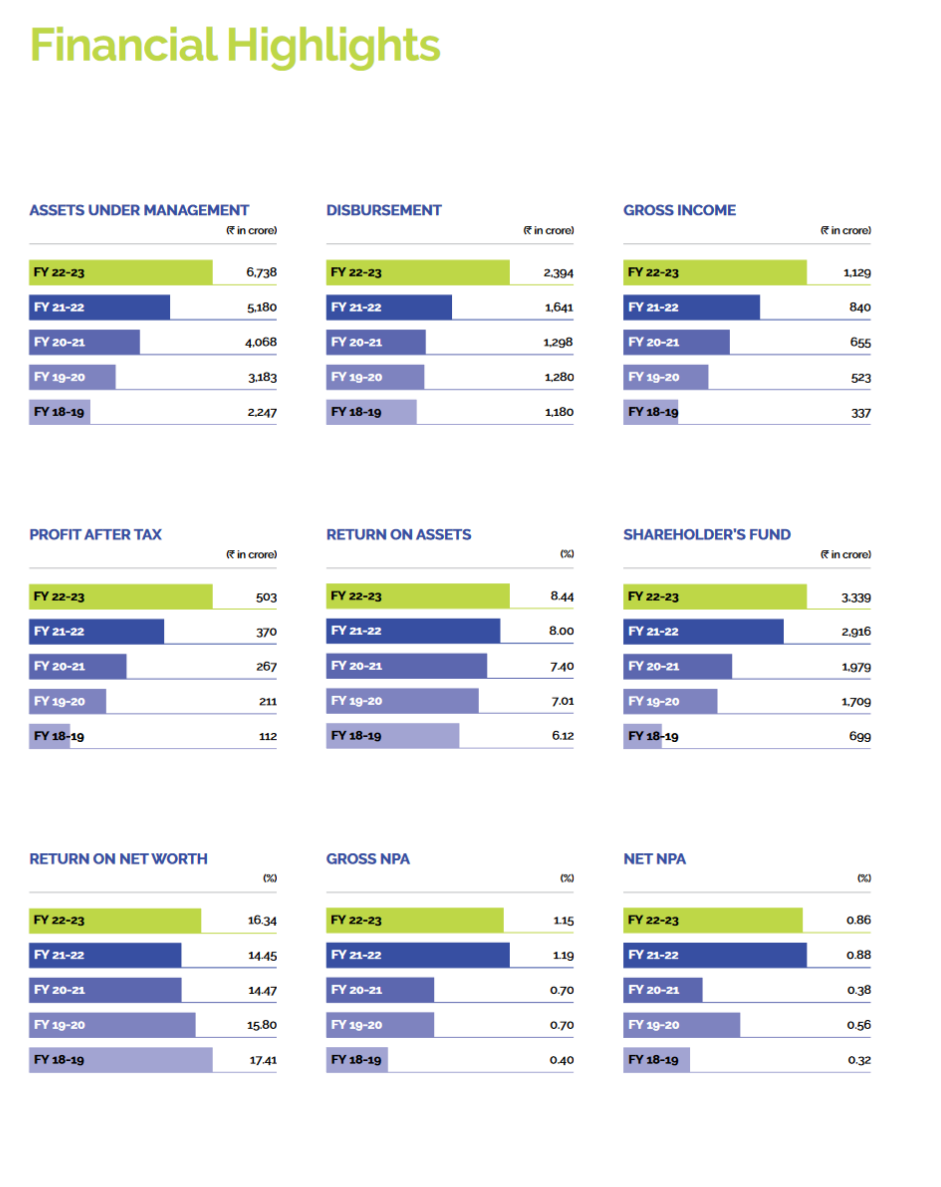 Financial Highlights
ASSETS UNDER MANAGEMENT
(₹ in crore)
FY 22-23 6,738
FY 21-22 5,180
FY 20-21 4,068
FY 19-20 3,183
FY 18-19 2,247
DISBURSEMENT
(₹ in crore)
FY 22-23 2,394
FY 21-22 1,641
FY 20-21 1,298
FY 19-20 1,280
FY 18-19 1,180
GROSS INCOME
(₹ in crore)
FY 22-23 1,129
FY 21-22 840
FY 20-21 655
FY 19-20 523
FY 18-19 337
PROFIT AFTER TAX
(₹ in crore)
FY 22-23 503
FY 21-22 370
FY 20-21 267
FY 19-20 211
FY 18-19 112
RETURN ON ASSETS
(%)
FY 22-23 8.44
FY 21-22 8.00
FY 20-21 7.40
FY 19-20 7.01
FY 18-19 6.12
SHAREHOLDER'S FUND
(₹ in crore)
FY 22-23 3,339
FY 21-22 2,916
FY 20-21 1,979
FY 19-20 1,709
FY 18-19 699
RETURN ON NET WORTH
(%)
FY 22-23 16.34
FY 21-22 14.45
FY 20-21 14.47
FY 19-20 15.80
FY 18-19 17.41
GROSS NPA
(%)
FY 22-23 1.15
FY 21-22 1.19
FY 20-21 0.70
FY 19-20 0.70
FY 18-19 0.40
NET NPA
(%)
FY 22-23 0.86
FY 21-22 0.88
FY 20-21 0.38
FY 19-20 0.56
FY 18-19 0.32